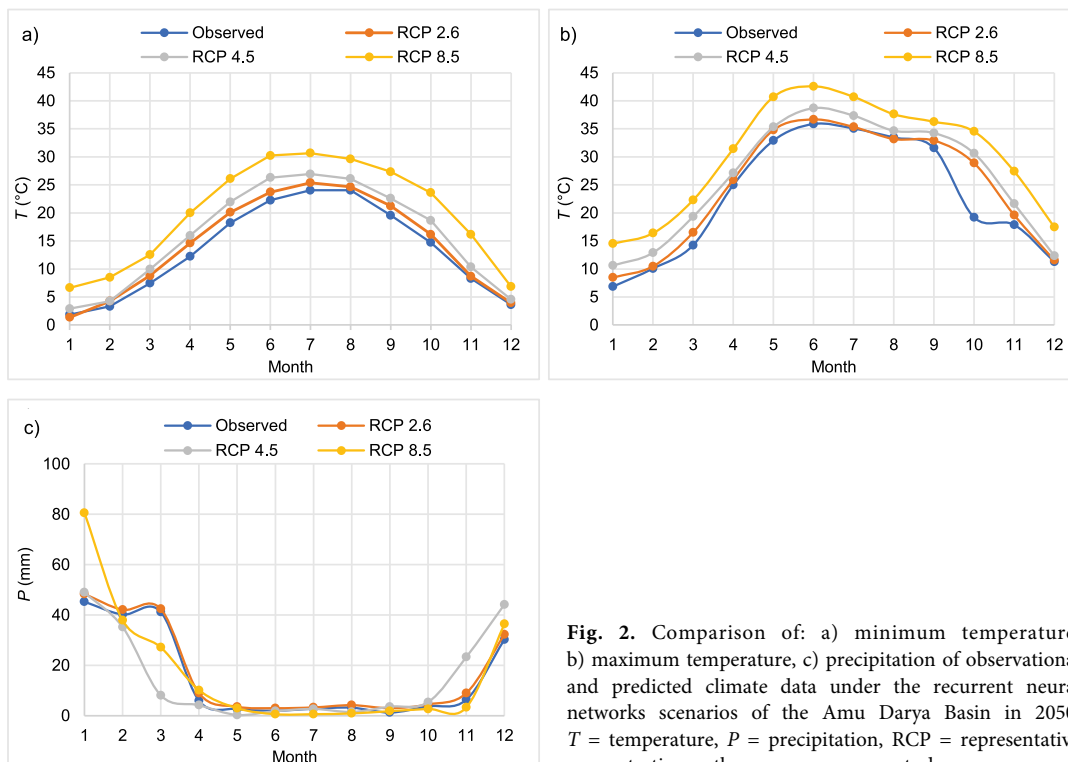 a)
Observed
RCP 2.6
RCP 4.5
RCP 8.5
45
40
35
30
25
20
15
10
5
0
T (°C)
1 2 3 4 5 6 7 8 9 10 11 12
Month
b)
Observed
RCP 2.6
RCP 4.5
RCP 8.5
45
40
35
30
25
20
15
10
5
0
T (°C)
1 2 3 4 5 6 7 8 9 10 11 12
Month
c)
Observed
RCP 2.6
RCP 4.5
RCP 8.5
100
80
60
40
20
0
P (mm)
1 2 3 4 5 6 7 8 9 10 11 12
Month
Fig. 2. Comparison of: a) minimum temperature
b) maximum temperature, c) precipitation of observationa
and predicted climate data under the recurrent neura
networks scenarios of the Amu Darya Basin in 2050
T = temperature, P = precipitation, RCP = representativ